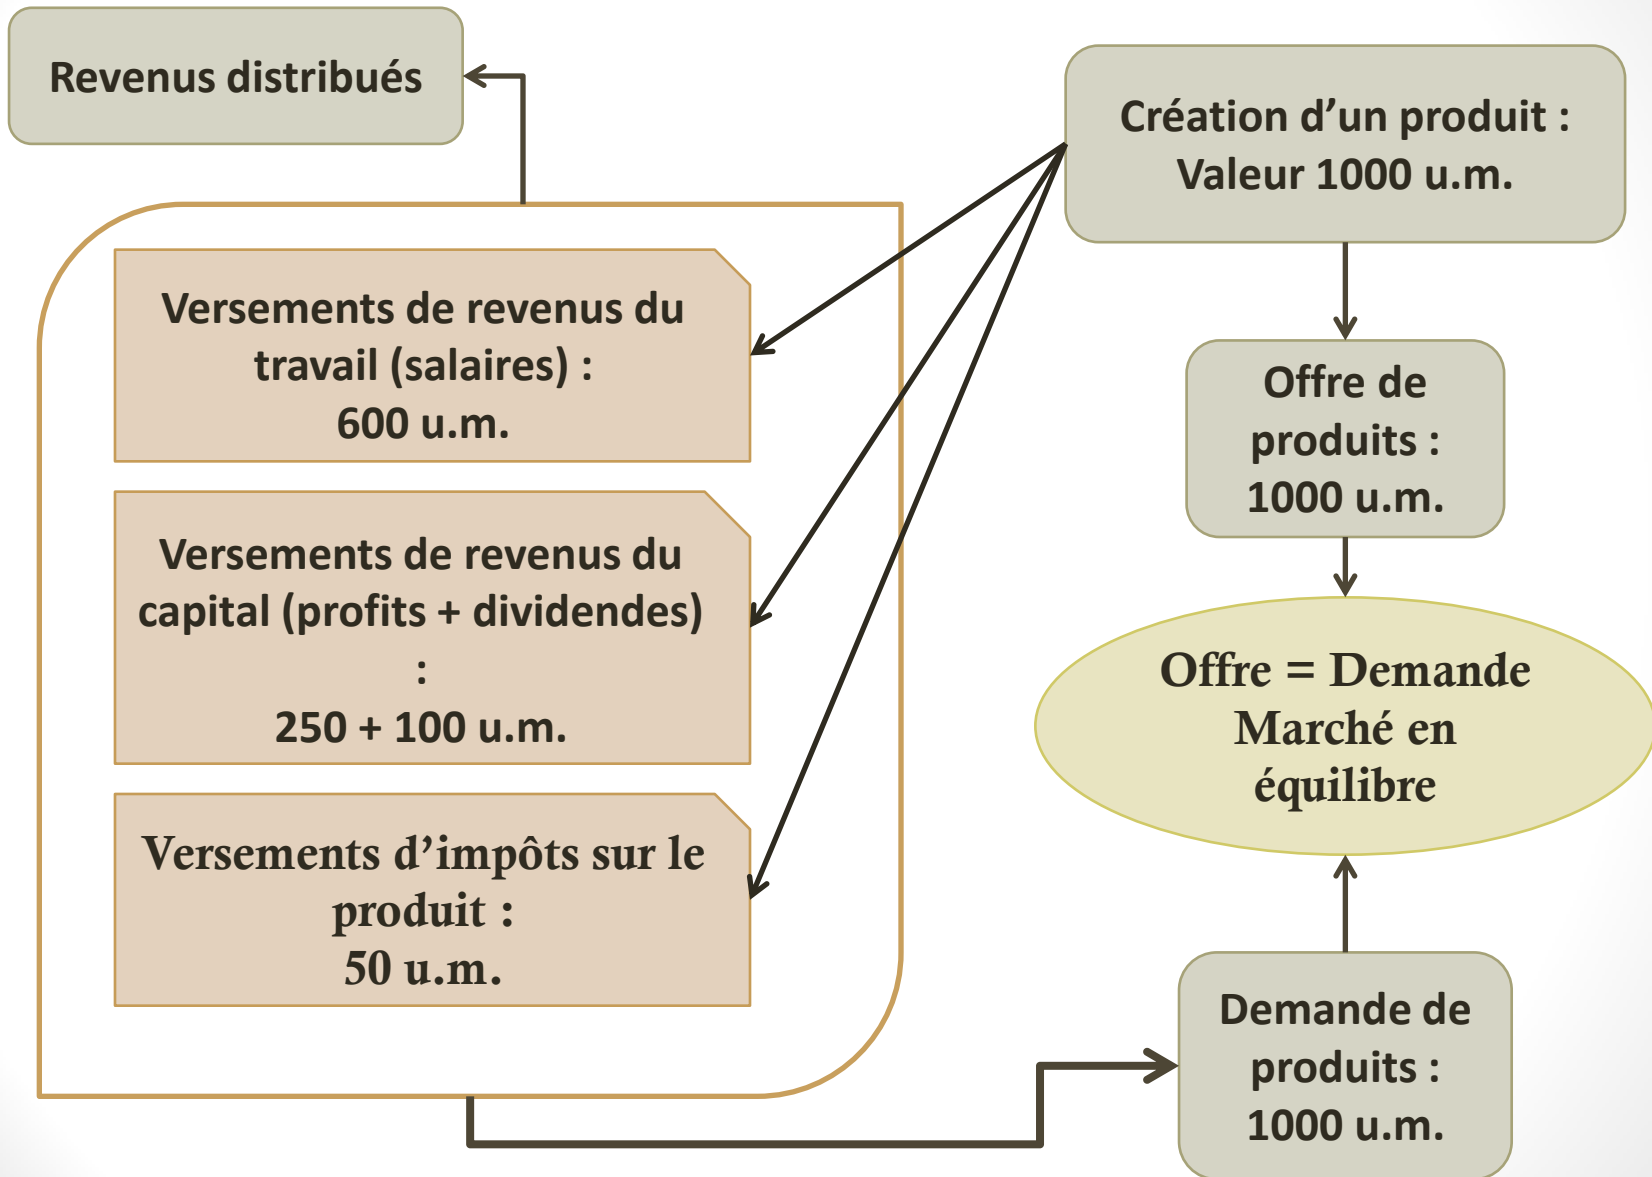 Revenus distribués
Création d’un produit :
Valeur 1000 u.m.
Versements de revenus du
travail (salaires) :
600 u.m.
Versements de revenus du
capital (profits + dividendes)
:
250 + 100 u.m.
Versements d’impôts sur le
produit :
50 u.m.
Offre de
produits :
1000 u.m.
Offre = Demande
Marché en
équilibre
Demande de
produits :
1000 u.m.